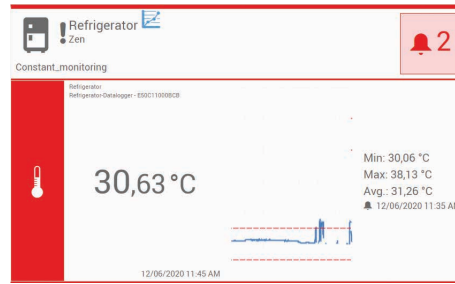 Refrigerator
Zen
2
Constant_monitoring
Refrigerator
Refrigerator-Datalogger - E50C11000BCB
30,63 °C
Min: 30,06 °C
Max: 38,13 °C
Avg.: 31,26 °C
12/06/2020 11:35 AM
12/06/2020 11:45 AM